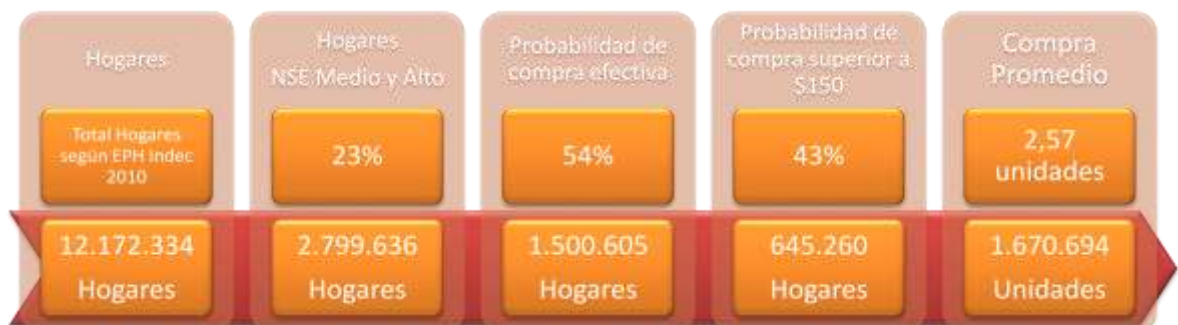 Hogares
Total Hogares
según EPH Indec
2010
12.172.334
Hogares
Hogares
NSE Medio y Alto
23%
2.799.636
Hogares
Probabilidad de
compra efectiva
54%
1.500.605
Hogares
Probabilidad de
compra superior a
$150
43%
645.260
Hogares
Compra
Promedio
2,57
unidades
1.670.694
Unidades